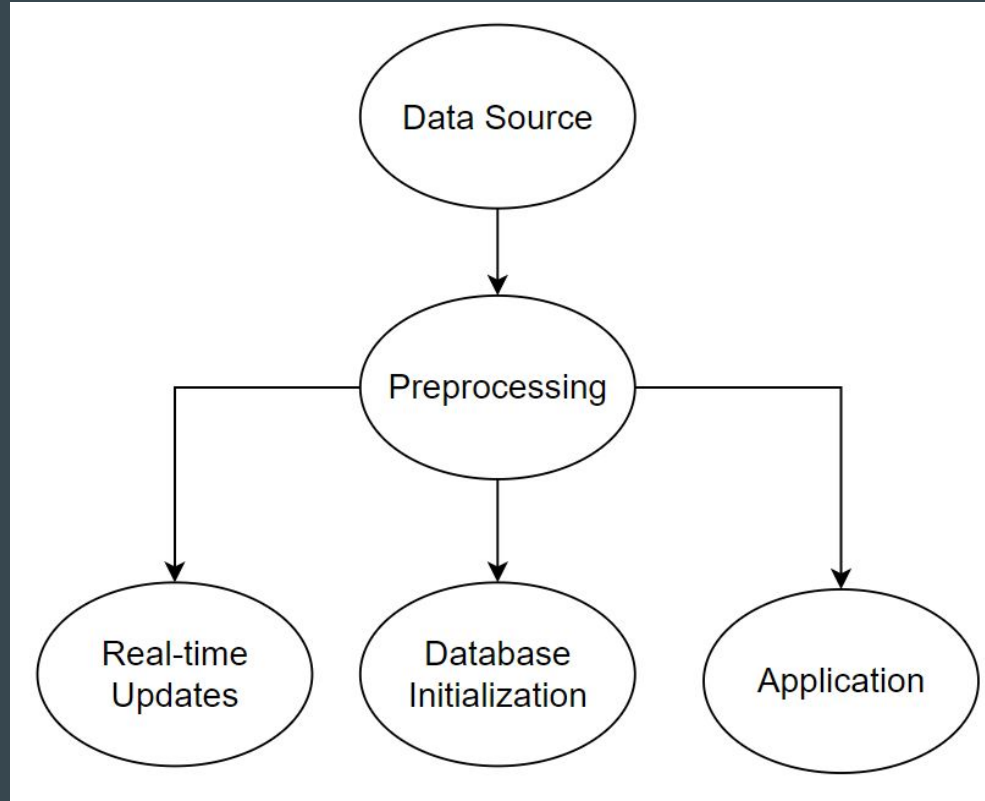 Data Source
Preprocessing
Real-time
Updates
Database
Initialization
Application